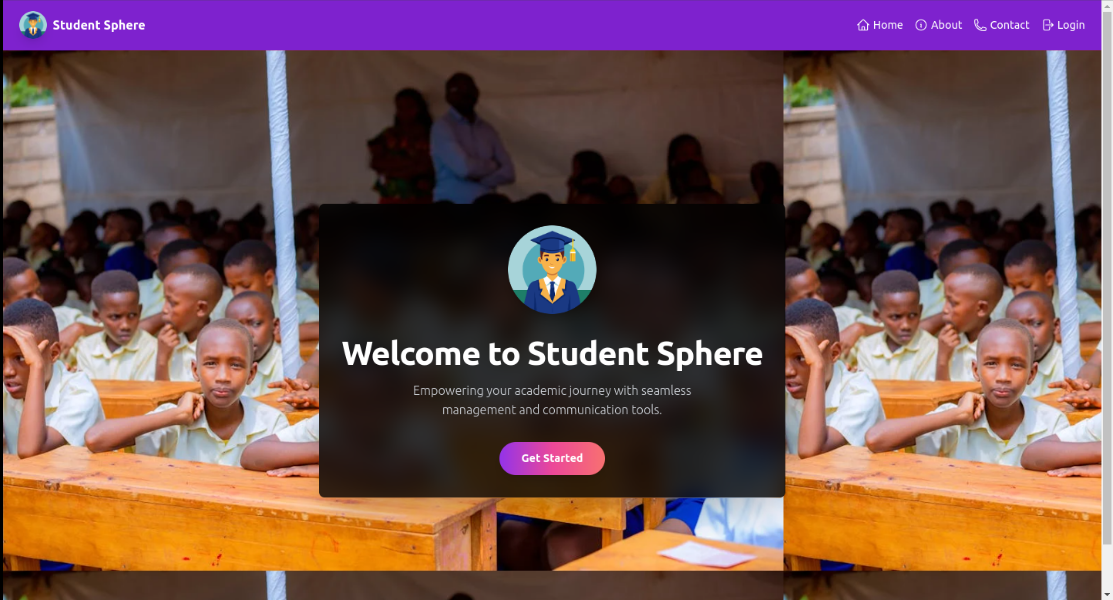 Student Sphere
Home
About
Contact
Login
Welcome to Student Sphere
Empowering your academic journey with seamless
management and communication tools.
Get Started